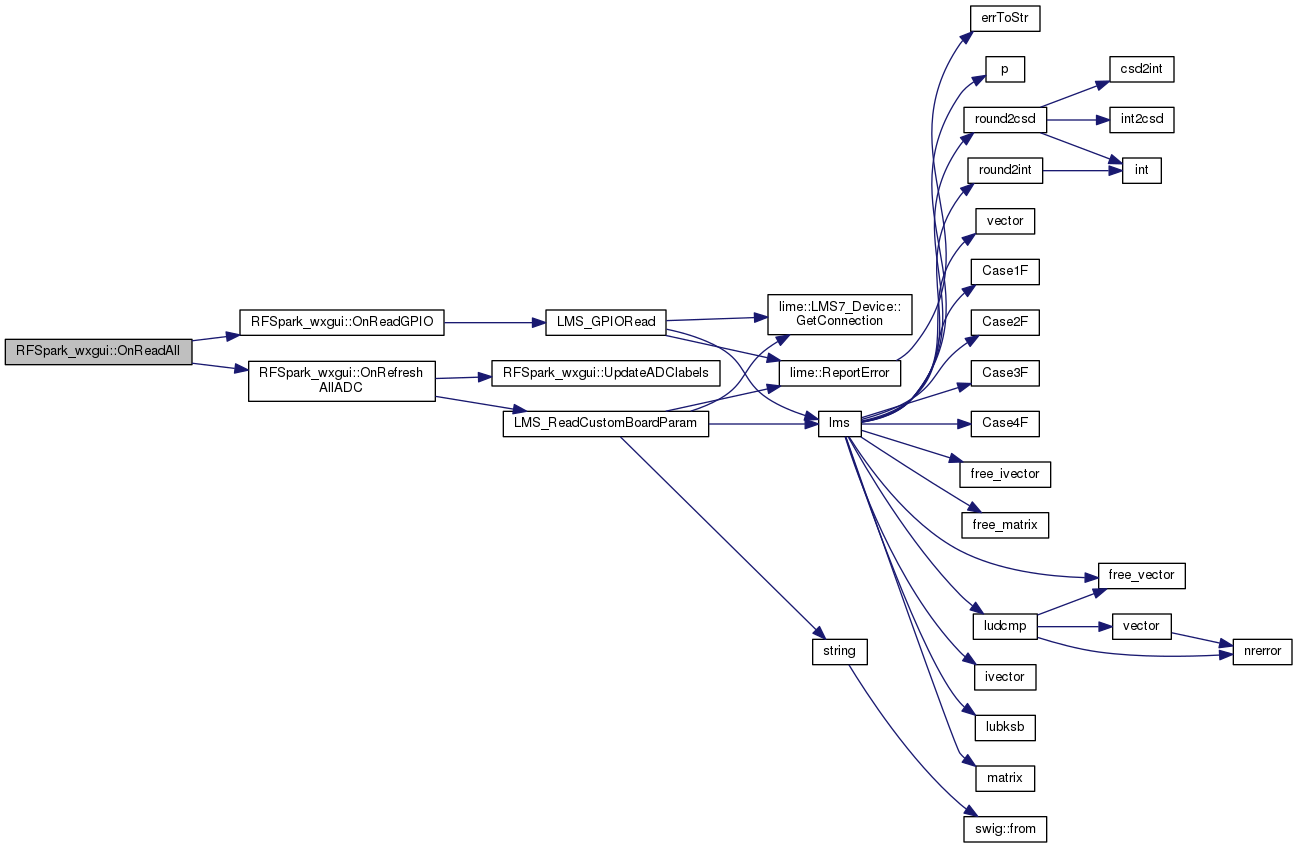 errToStr
p
csd2int
round2csd
int2csd
round2int
int
vector
Case1F
lime::LMS7_Device::
GetConnection
RFSpark_wxgui::OnReadGPIO
LMS_GPIORead
Case2F
RFSpark_wxgui::OnReadAll
RFSpark_wxgui::OnRefresh
AllADC
RFSpark_wxgui::UpdateADClabels
lime::ReportError
Case3F
LMS_ReadCustomBoardParam
lms
Case4F
free_ivector
free_matrix
free_vector
ludcmp
vector
string
nrerror
ivector
lubksb
matrix
swig::from